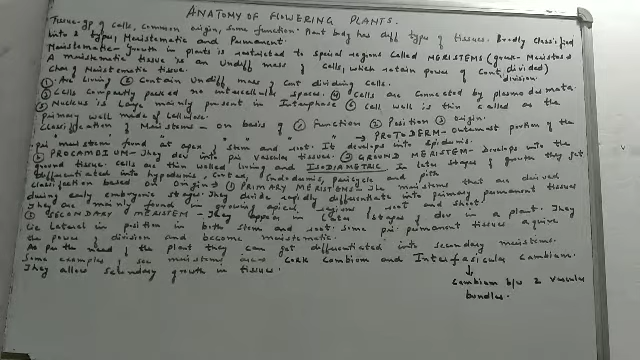 ANATOMY OF FLOWERING PLANTS.
Tissue - gp of cells, common origin, same function. Plant body has diff types of tissues. Broadly classified
into 2 types, Meristematic and Permanent.
Meristematic - Growth in plants is restricted to special regions called MERISTEMS (greek - Meristos divided)
A meristematic tissue is an undiff mass of cells, which retain power of cont. division.
Char of Meristematic tissue.
① Are Living ② Contain undiff mass cont dividing cells.
③ Cells compactly packed no intercellular spaces. ④ Cells are connected by plasmodesmata.
⑤ Nucleus is large mainly present in Interphase ⑥ Cell wall is thin called as the
primary wall made of cellulose.
Classification of Meristems - on basis of ① Function ② Position ③ Origin.
→ PROTODERM - Outermost portion of the
pri meristem found at apex of stem and root. It develops into epidermis.
② PROCAMBIUM - They dev into pri vascular tissues. ③ GROUND MERISTEM - Develops into the
ground tissue cells are thin walled living and ISODIAMETRIC. In later stages of growth they get
differentiated into hypodermis, cortex, endodermis, pericycle and pith
classification based on Origin ① PRIMARY MERISTEMS - The meristems that are derived
during early embryonic stages. They divide rapidly differentiate into primary permanent tissues
They are mainly found in growing apical regions of root and shoot.
② SECONDARY MERISTEM - They appear in later stages of dev in a plant. They
lie lateral in position in both stem and root. Some pri permanent tissues
the power of division and become meristematic.
As per the need of the plant they can get differentiated into secondary meristems.
Some examples of sec meristems CORK Cambium and Interfasicular cambium.
They allow secondary growth in tissues.
↓
Cambium b/w 2 vascular
bundles.